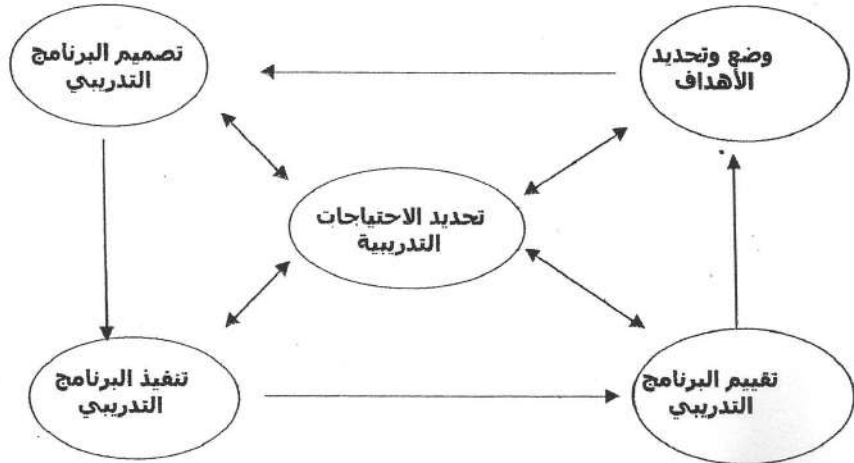 وضع وتحديد
الأهداف
تصميم البرنامج
التدريبي
تحديد الاحتياجات
التدريبية
تقييم البرنامج
التدريبي
تنفيذ البرنامج
التدريبي